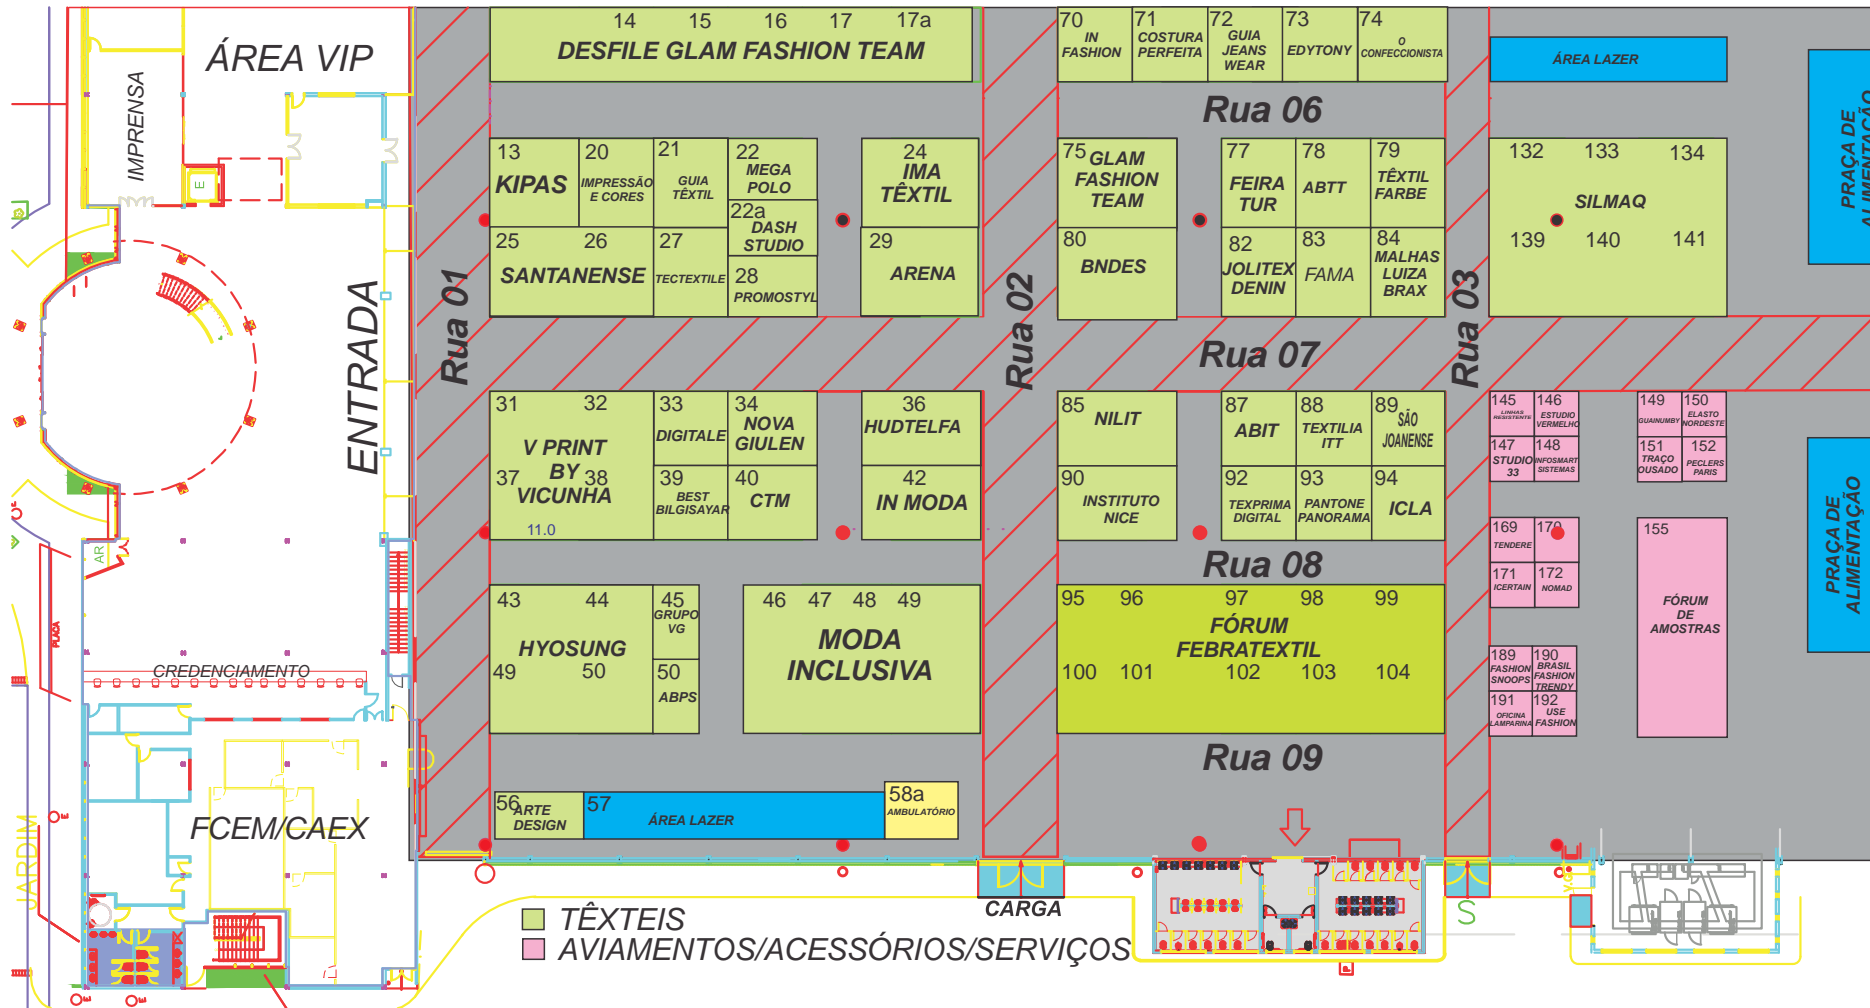 ÁREA VIP
IMPRENSA
E
ENTRADA
AR
PLACA
CREDENCIAMENTO
FCEM/CAEX
JARDIM
E
E
E
E
Rua 01
Rua 02
Rua 03
Rua 06
Rua 07
Rua 08
Rua 09
14 15 16 17 17a
DESFILE GLAM FASHION TEAM
70
IN
FASHION
71
COSTURA
PERFEITA
72
GUIA
JEANS
WEAR
73
EDYTONY
74
O
CONFECCIONISTA
ÁREA LAZER
PRAÇA DE
ALIMENTAÇÃO
13
KIPAS
20
IMPRESSÃO
E CORES
21
GUIA
TÊXTIL
22
MEGA
POLO
22a
DASH
STUDIO
24
IMA
TÊXTIL
25 26
SANTANENSE
27
TECTEXTILE
28
PROMOSTYL
29
ARENA
75
GLAM
FASHION
TEAM
77
FEIRA
TUR
78
ABTT
79
TÊXTIL
FARBE
80
BNDES
82
JOLITEX
DENIN
83
FAMA
84
MALHAS
LUIZA
BRAX
132 133 134
SILMAQ
139 140 141
31 32
V PRINT
BY
VICUNHA
37 38
11.0
33
DIGITALE
34
NOVA
GIULEN
36
HUDTELFA
39
BEST
BILGISAYAR
40
CTM
42
IN MODA
85
NILIT
87
ABIT
88
TEXTILIA
ITT
89
SÃO
JOANENSE
90
INSTITUTO
NICE
92
TEXPRIMA
DIGITAL
93
PANTONE
PANORAMA
94
ICLA
145
LINHAS
RESISTENTE
146
ESTUDIO
VERMELHO
147
STUDIO
33
148
INFOSMART
SISTEMAS
149
GUAINUMBY
150
ELASTO
NORDESTE
151
TRAÇO
OUSADO
152
PECLERS
PARIS
PRAÇA DE
ALIMENTAÇÃO
169
TENDERE
170
171
ICERTAIN
172
NOMAD
155
FÓRUM
DE
AMOSTRAS
43 44
HYOSUNG
49 50
45
GRUPO
VG
50
ABPS
46 47 48 49
MODA
INCLUSIVA
95 96 97 98 99
FÓRUM
FEBRATEXTIL
100 101 102 103 104
189
FASHION
SNOOPS
190
BRASIL
FASHION
TRENDY
191
OFICINA
LAMPARINA
192
USE
FASHION
56
ARTE
DESIGN
57
ÁREA LAZER
58a
AMBULATÓRIO
CARGA
S
TÊXTEIS
AVIAMENTOS/ACESSÓRIOS/SERVIÇOS